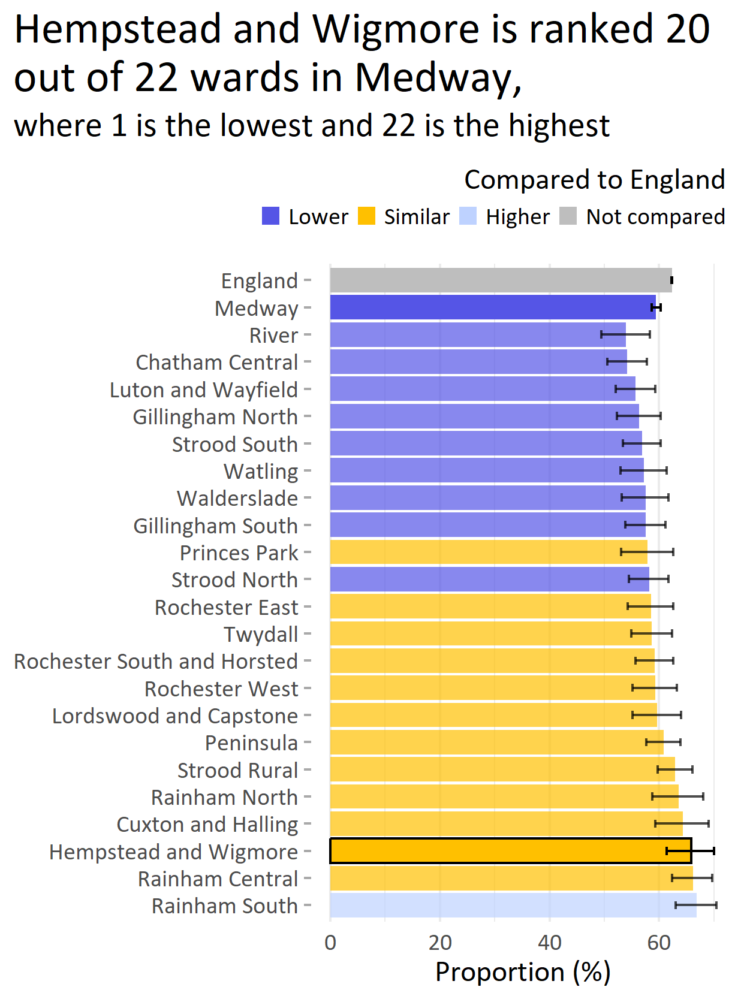 Hempstead and Wigmore is ranked 20
out of 22 wards in Medway,
where 1 is the lowest and 22 is the highest
Compared to England
Lower Similar Higher Not compared
England
Medway
River
Chatham Central
Luton and Wayfield
Gillingham North
Strood South
Watling
Walderslade
Gillingham South
Princes Park
Strood North
Rochester East
Twydall
Rochester South and Horsted
Rochester West
Lordswood and Capstone
Peninsula
Strood Rural
Rainham North
Cuxton and Halling
Hempstead and Wigmore
Rainham Central
Rainham South
0 20 40 60
Proportion (%)